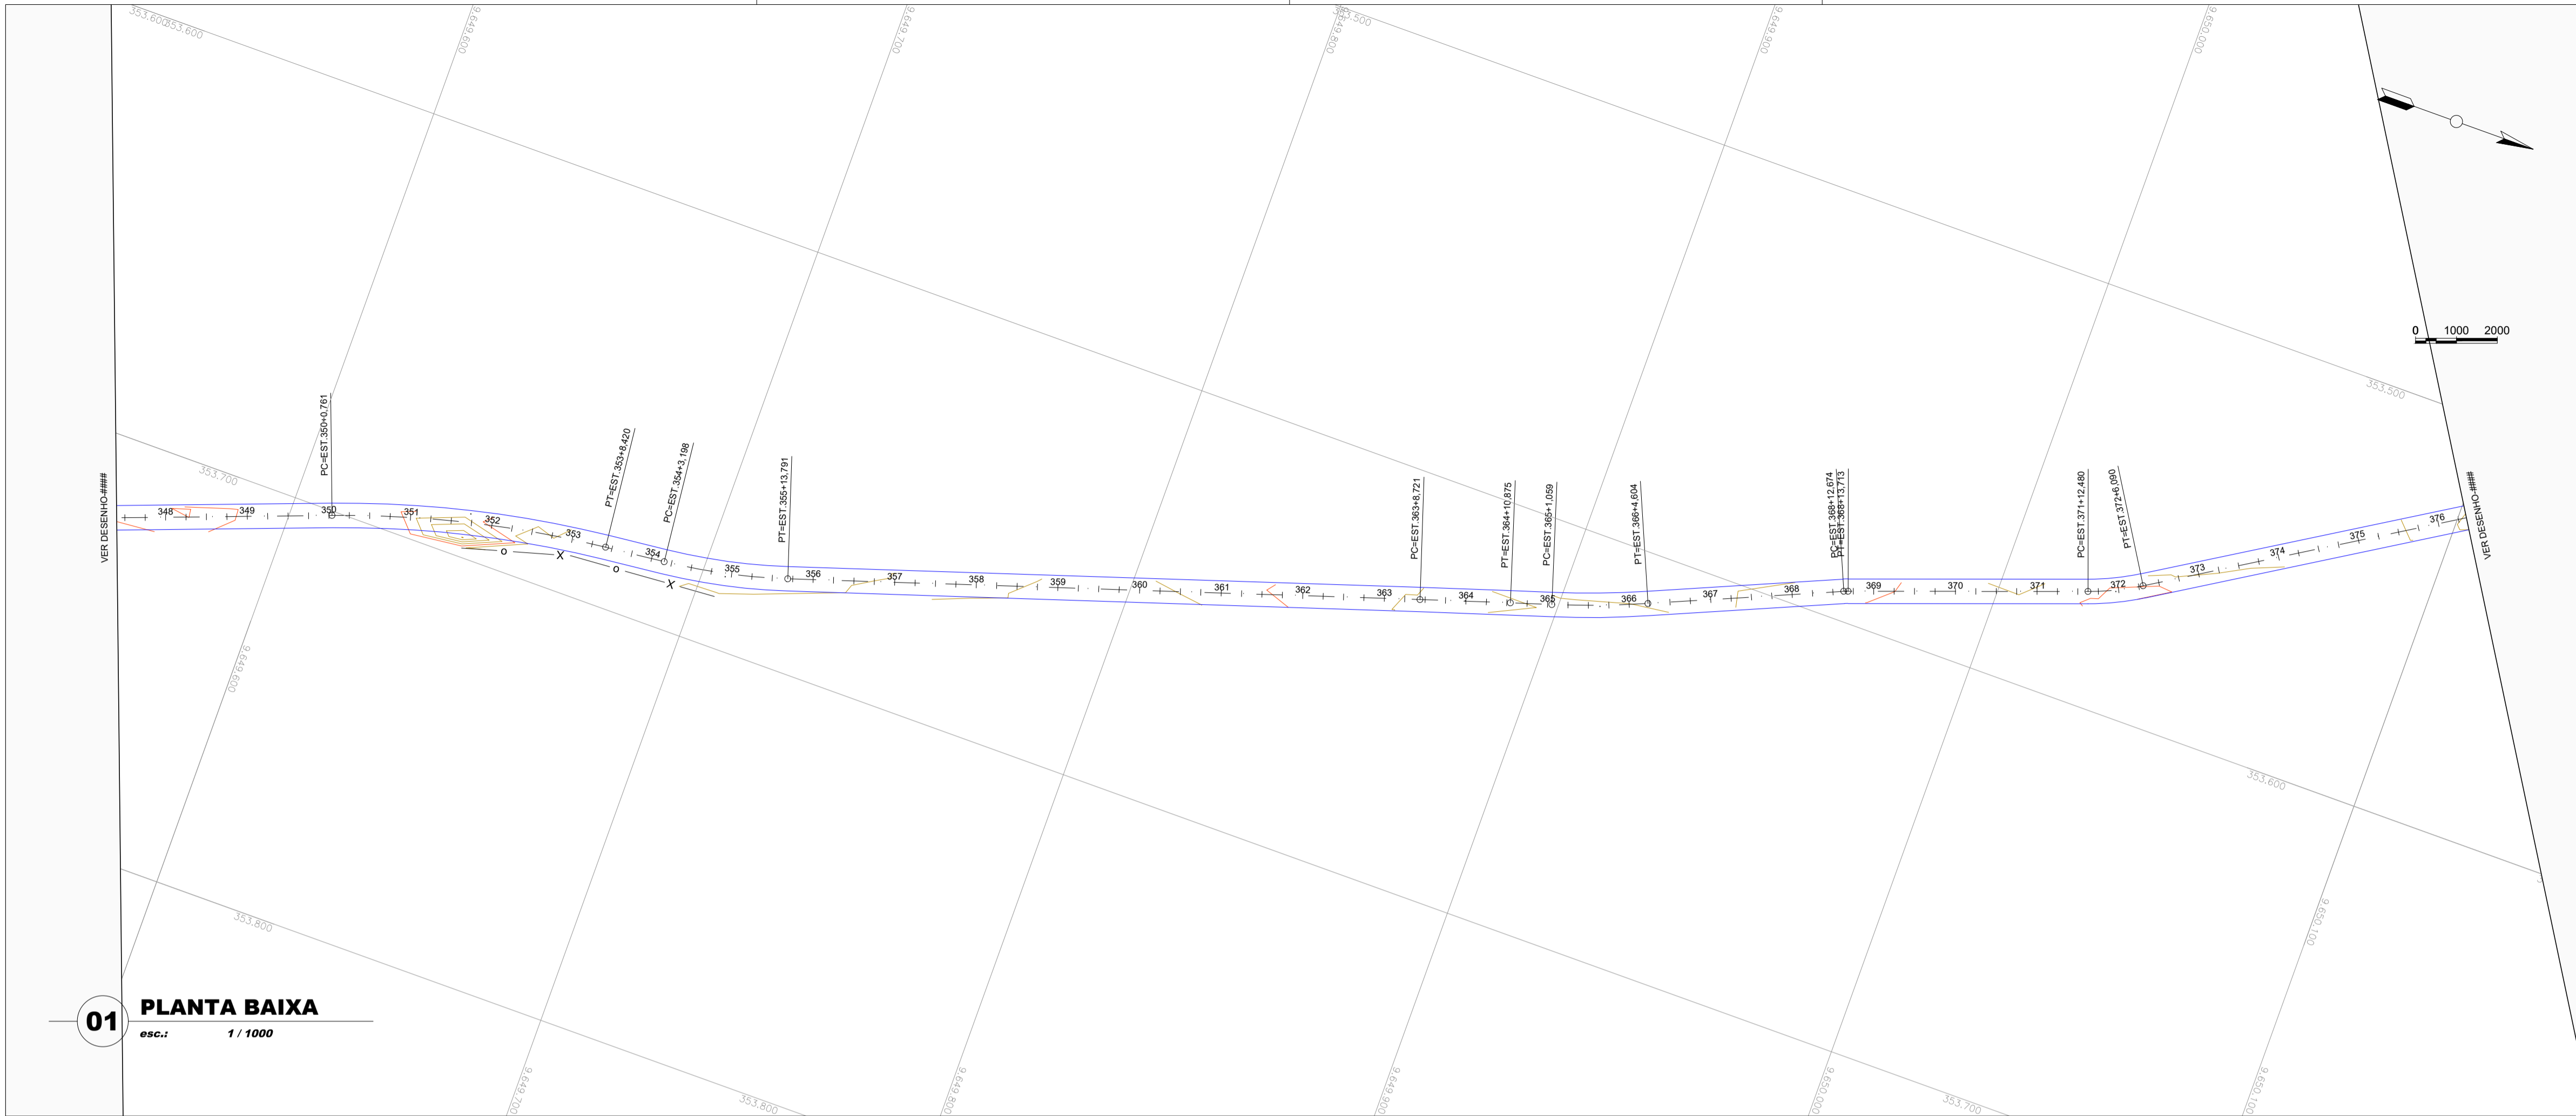 353.600
353.600
9.649.600
9.649.700
9.649.800
353.500
9.649.900
9.650.000
0 1000 2000
353.500
PC=EST.350+0,761
PT=EST.353+8,420
PC=EST.354+3,198
PT=EST.355+13,791
PC=EST.363+8,721
PT=EST.364+10,875
PC=EST.365+1,059
PT=EST.366+4,604
PC=EST.368+12,674
PT=EST.368+13,713
PC=EST.371+12,480
PT=EST.372+6,090
353.700
VER DESENHO-####
348 349 350 351 352 353 354 355 356 357 358 359 360 361 362 363 364 365 366 367 368 369 370 371 372 373 374 375 376
VER DESENHO-####
o X o X
9.649.600
353.600
353.800
9.650.100
01
PLANTA BAIXA
esc.: 1 / 1000
9.649.700
353.800
9.649.800
9.649.900
9.650.000
353.700
9.650.100